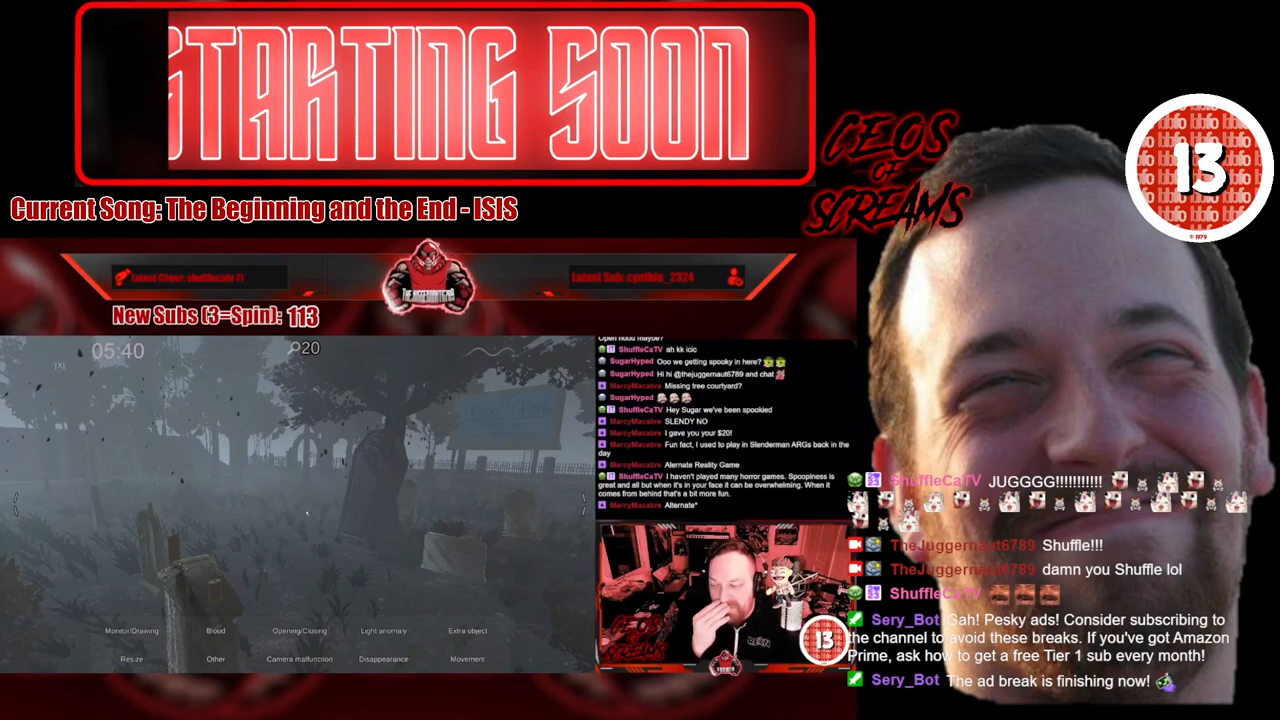 STARTING SOON
CEOS
OF
SCREAMS
13
© 1979
Current Song: The Beginning and the End - ISIS
Latest Sub: cynthia_2324
New Subs (3=Spin): 113
05:40
20
[X]
Monitor/Drawing
Blood
Opening/Closing
Light anomaly
Extra object
Other
Camera malfunction
Disappearance
Movement
Open hood maybe?
ShuffleCaTV ah kk icic
SugarHyped Ooo we getting spooky in here?
SugarHyped Hi hi @thejuggernaut6789 and chat
MarcyMacabre Missing tree courtyard?
SugarHyped
ShuffleCaTV Hey Sugar we've been spookied
MarcyMacabre SLENDY NO
MarcyMacabre I gave you your $20!
MarcyMacabre Fun fact, I used to play in Slenderman ARGs back in the
day
MarcyMacabre Alernate Reality Game
ShuffleCaTV I haven't played many horror games. Spoopiness is
great and all but when it's in your face it can be overwhelming. When it
comes from behind that's a bit more fun.
MarcyMacabre Alternate*
13
ShuffleCaTV JUGGGG!!!!!!!!!!!
TheJuggernaut6789 Shuffle!!!
TheJuggernaut6789 damn you Shuffle lol
ShuffleCaTV
Sery_Bot Gah! Pesky ads! Consider subscribing to
the channel to avoid these breaks. If you've got Amazon
Prime, ask how to get a free Tier 1 sub every month!
Sery_Bot The ad break is finishing now!